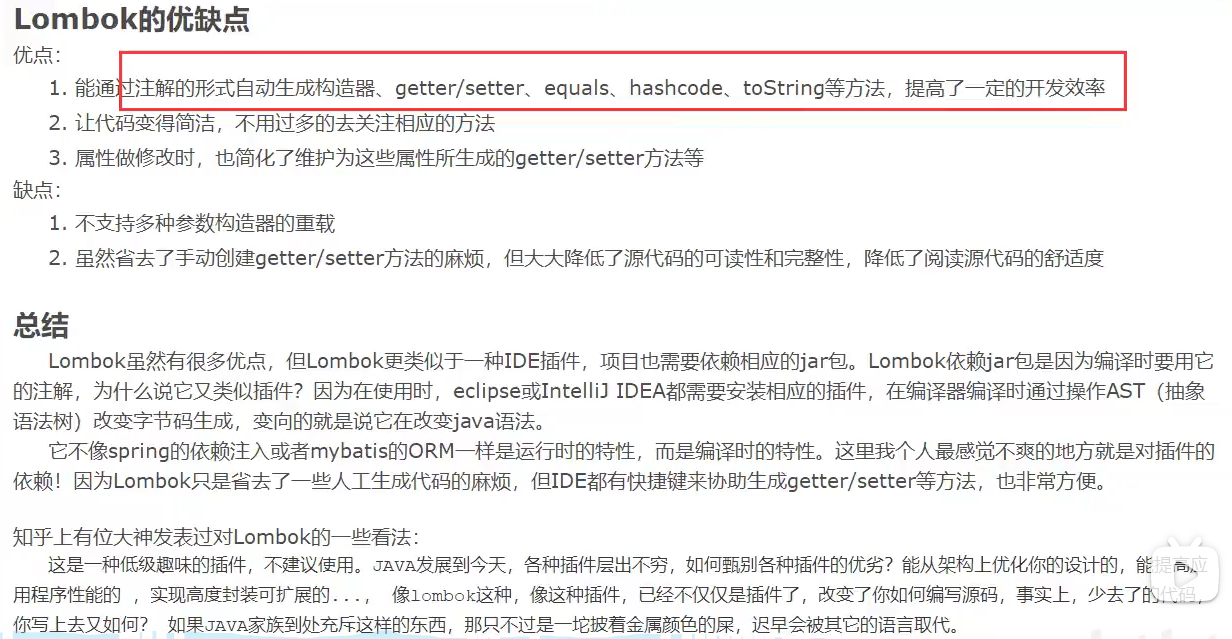 Lombok的优缺点
优点：
1. 能通过注解的形式自动生成构造器、getter/setter、equals、hashcode、toString等方法，提高了一定的开发效率
2. 让代码变得简洁，不用过多的去关注相应的方法
3. 属性做修改时，也简化了维护为这些属性所生成的getter/setter方法等
缺点：
1. 不支持多种参数构造器的重载
2. 虽然省去了手动创建getter/setter方法的麻烦，但大大降低了源代码的可读性和完整性，降低了阅读源代码的舒适度
总结
Lombok虽然有很多优点，但Lombok更类似于一种IDE插件，项目也需要依赖相应的jar包。Lombok依赖jar包是因为编译时要用它
的注解，为什么说它又类似插件？因为在使用时，eclipse或IntelliJ IDEA都需要安装相应的插件，在编译器编译时通过操作AST（抽象
语法树）改变字节码生成，变向的就是说它在改变java语法。
它不像spring的依赖注入或者mybatis的ORM一样是运行时的特性，而是编译时的特性。这里我个人最感觉不爽的地方就是对插件的
依赖！因为Lombok只是省去了一些人工生成代码的麻烦，但IDE都有快捷键来协助生成getter/setter等方法，也非常方便。
知乎上有位大神发表过对Lombok的一些看法：
这是一种低级趣味的插件，不建议使用。JAVA发展到今天，各种插件层出不穷，如何甄别各种插件的优劣？能从架构上优化你的设计的，能提高应
用程序性能的 ，实现高度封装可扩展的...， 像lombok这种，像这种插件，已经不仅仅是插件了，改变了你如何编写源码，事实上，少去了的代码，
你写上去又如何？ 如果JAVA家族到处充斥这样的东西，那只不过是一坨披着金属颜色的屎，迟早会被其它的语言取代。